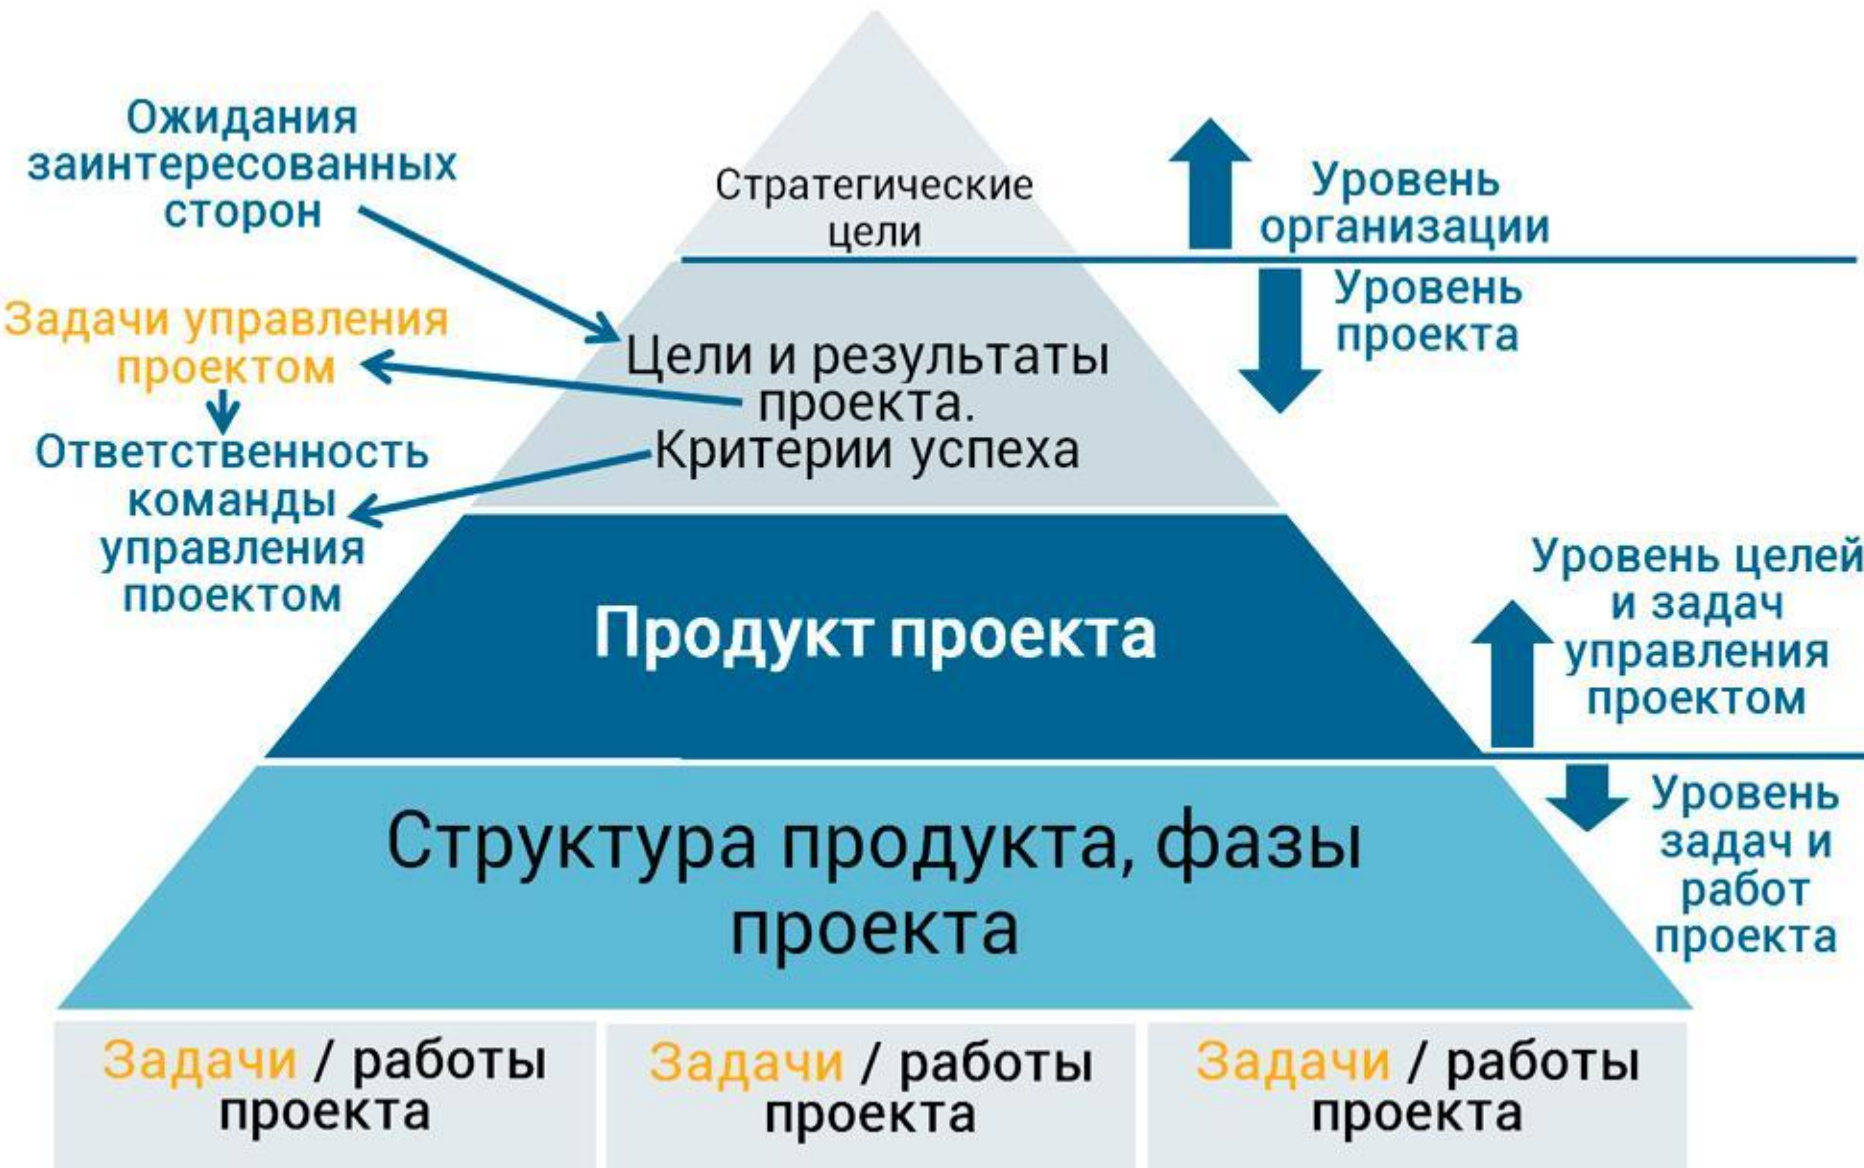 Ожидания
заинтересованных
сторон
Стратегические
цели
Уровень
организации
Уровень
проекта
Задачи управления
проектом
Цели и результаты
проекта.
Критерии успеха
Ответственность
команды
управления
проектом
Продукт проекта
Уровень целей
и задач
управления
проектом
Структура продукта, фазы
проекта
Уровень
задач и
работ
проекта
Задачи / работы
проекта
Задачи / работы
проекта
Задачи / работы
проекта